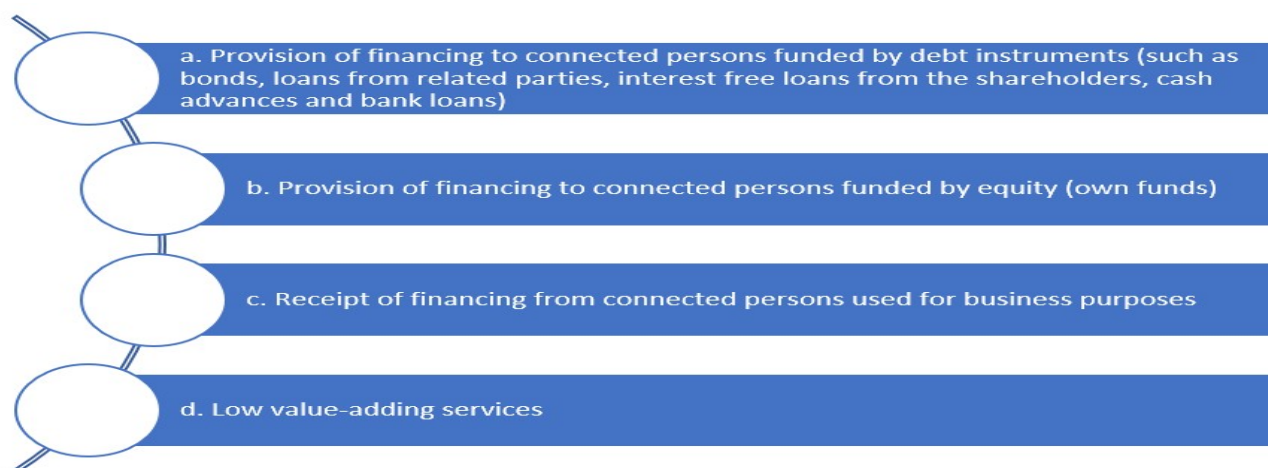 a. Provision of financing to connected persons funded by debt instruments (such as
bonds, loans from related parties, interest free loans from the shareholders, cash
advances and bank loans)
b. Provision of financing to connected persons funded by equity (own funds)
c. Receipt of financing from connected persons used for business purposes
d. Low value-adding services